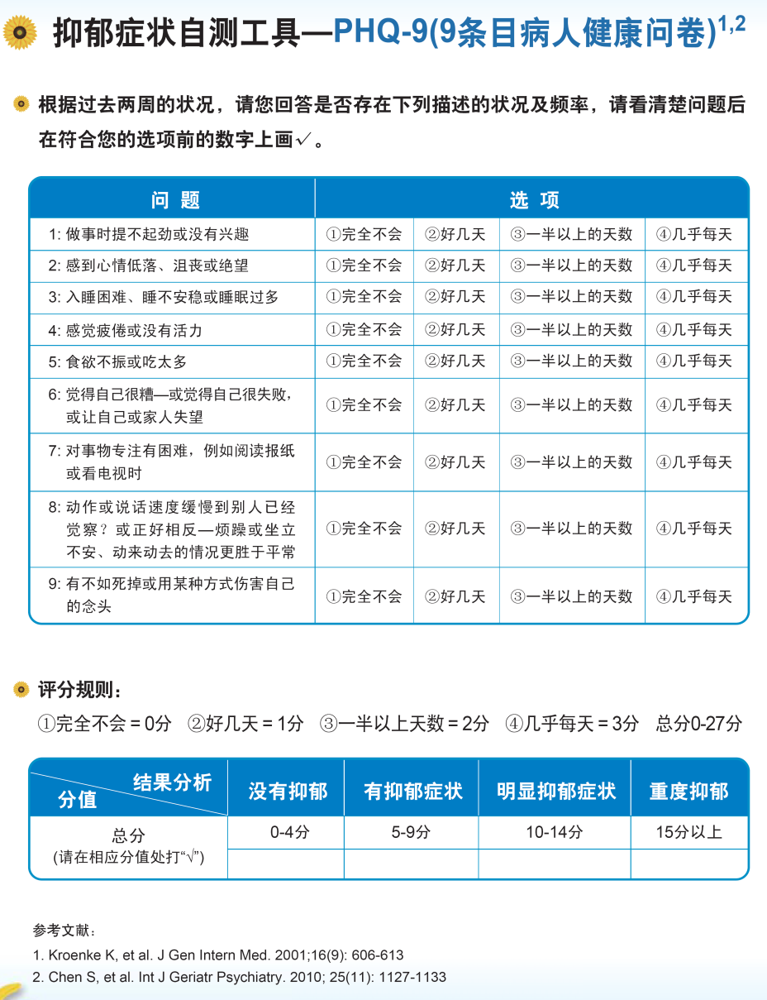 抑郁症状自测工具—PHQ-9(9条目病人健康问卷)1,2
根据过去两周的状况，请您回答是否存在下列描述的状况及频率，请看清楚问题后
在符合您的选项前的数字上画√。
问 题 选 项
1: 做事时提不起劲或没有兴趣 ①完全不会 ②好几天 ③一半以上的天数 ④几乎每天
2: 感到心情低落、沮丧或绝望 ①完全不会 ②好几天 ③一半以上的天数 ④几乎每天
3: 入睡困难、睡不安稳或睡眠过多 ①完全不会 ②好几天 ③一半以上的天数 ④几乎每天
4: 感觉疲倦或没有活力 ①完全不会 ②好几天 ③一半以上的天数 ④几乎每天
5: 食欲不振或吃太多 ①完全不会 ②好几天 ③一半以上的天数 ④几乎每天
6: 觉得自己很糟—或觉得自己很失败，
或让自己或家人失望 ①完全不会 ②好几天 ③一半以上的天数 ④几乎每天
7: 对事物专注有困难，例如阅读报纸
或看电视时 ①完全不会 ②好几天 ③一半以上的天数 ④几乎每天
8: 动作或说话速度缓慢到别人已经
觉察？或正好相反—烦躁或坐立 ①完全不会 ②好几天 ③一半以上的天数 ④几乎每天
不安、动来动去的情况更胜于平常
9: 有不如死掉或用某种方式伤害自己
的念头 ①完全不会 ②好几天 ③一半以上的天数 ④几乎每天
评分规则：
①完全不会 = 0分 ②好几天 = 1分 ③一半以上天数 = 2分 ④几乎每天 = 3分 总分0-27分
结果分析
分值 没有抑郁 有抑郁症状 明显抑郁症状 重度抑郁
总分 0-4分 5-9分 10-14分 15分以上
(请在相应分值处打“√”)
参考文献：
1. Kroenke K, et al. J Gen Intern Med. 2001;16(9): 606-613
2. Chen S, et al. Int J Geriatr Psychiatry. 2010; 25(11): 1127-1133